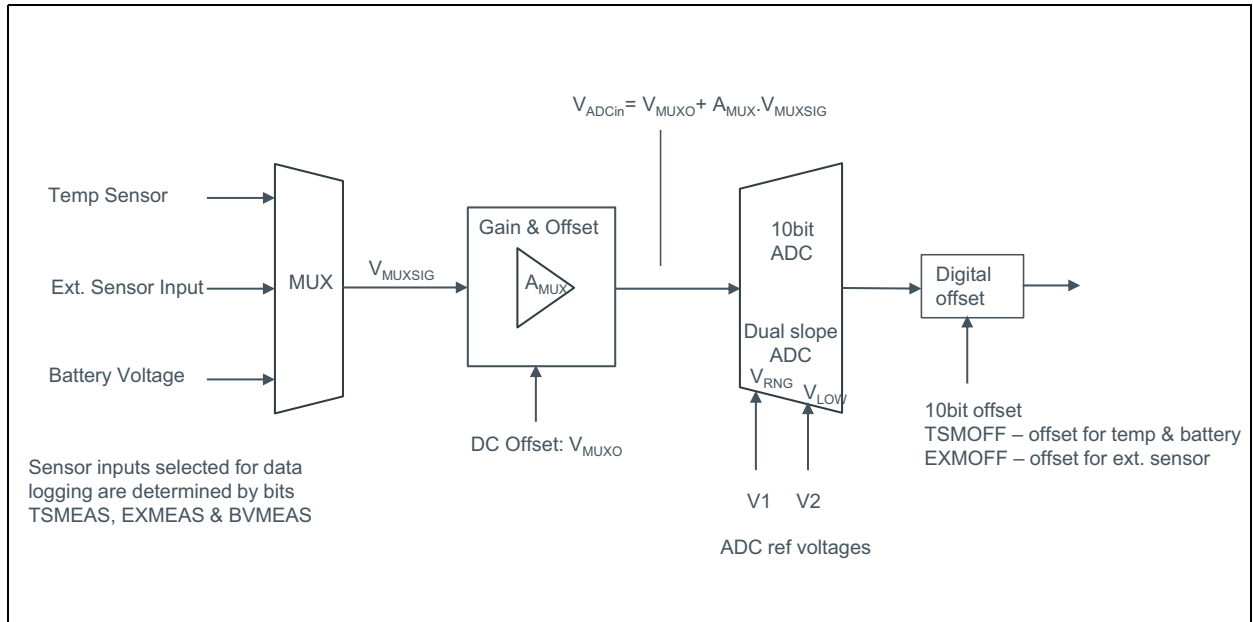 V_ADCin= V_MUXO+ A_MUX.V_MUXSIG
Temp Sensor
Ext. Sensor Input
Battery Voltage
MUX
V_MUXSIG
Gain & Offset
A_MUX
DC Offset: V_MUXO
10bit
ADC
Dual slope
ADC
V_RNG
V_LOW
V1
V2
ADC ref voltages
Digital
offset
10bit offset
TSMOFF – offset for temp & battery
EXMOFF – offset for ext. sensor
Sensor inputs selected for data
logging are determined by bits
TSMEAS, EXMEAS & BVMEAS